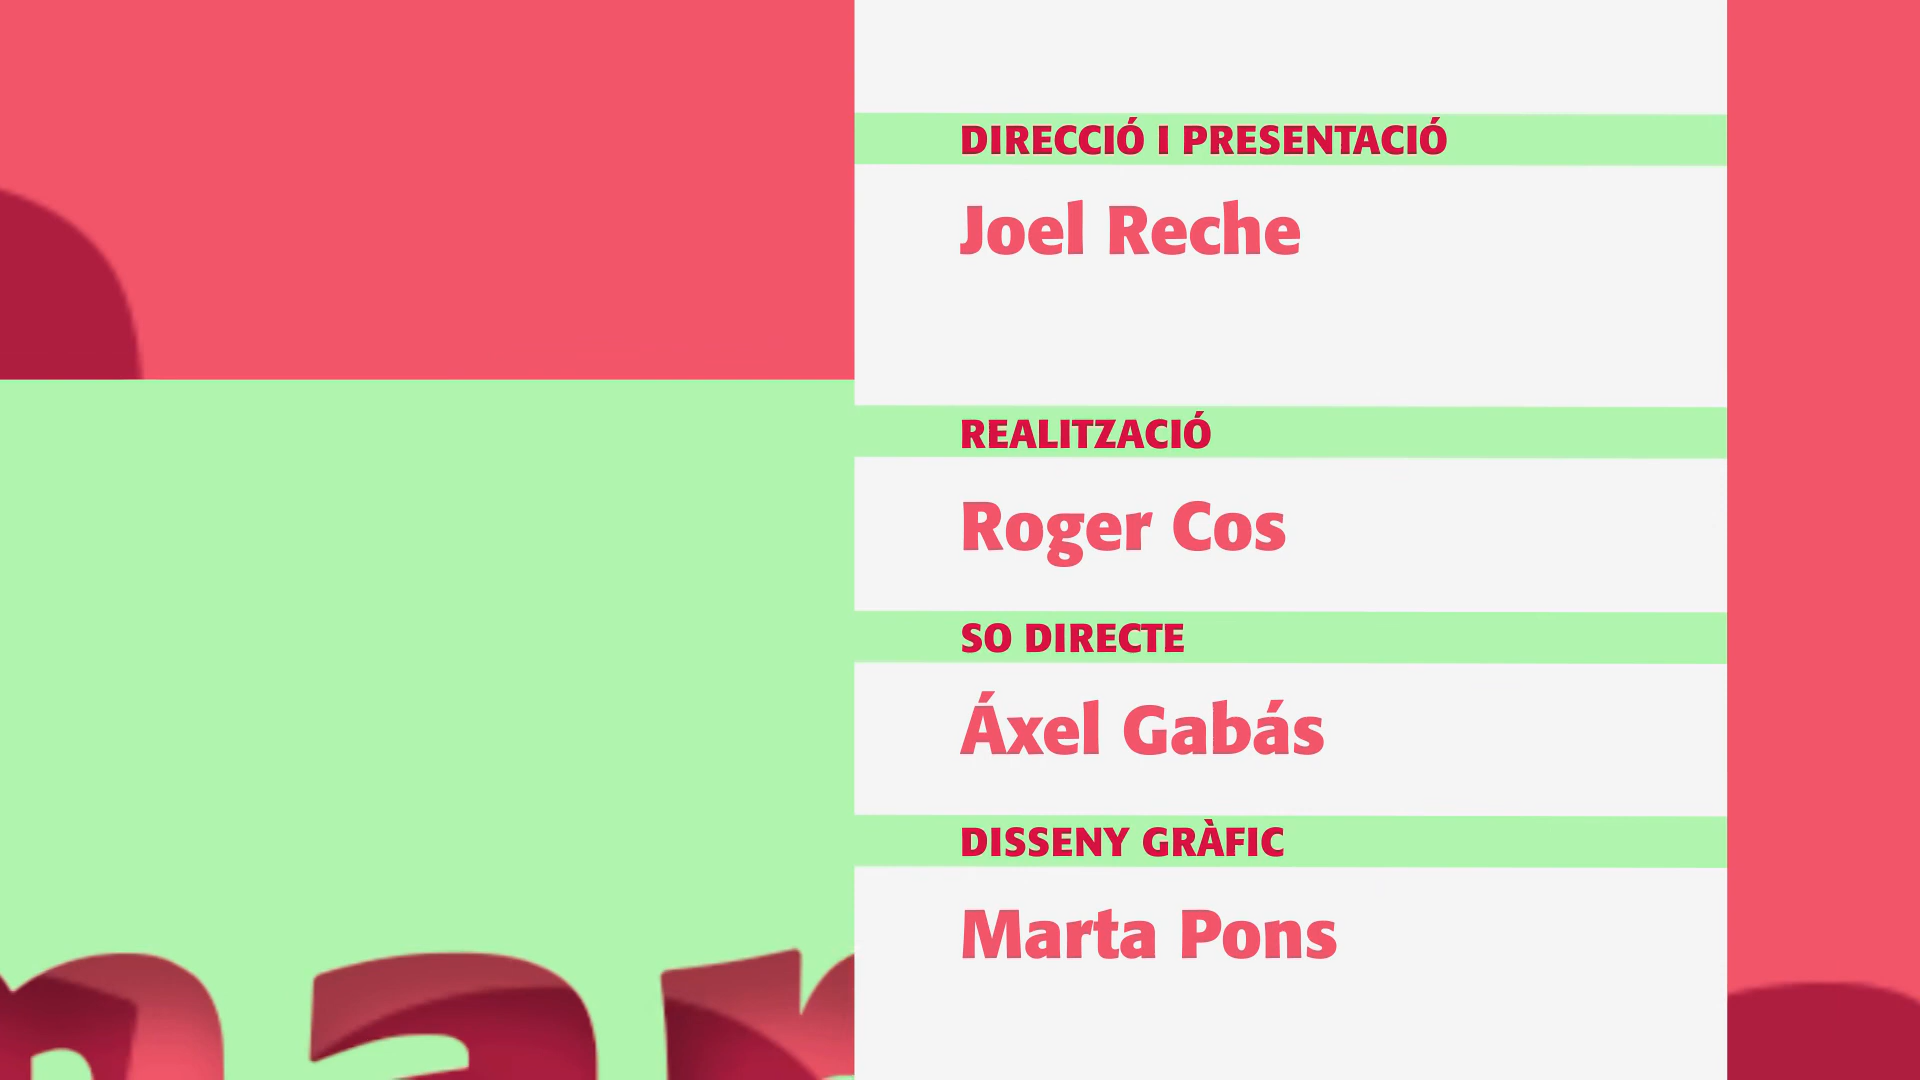 DIRECCIÓ I PRESENTACIÓ
Joel Reche
REALITZACIÓ
Roger Cos
SO DIRECTE
Áxel Gabás
DISSENY GRÀFIC
Marta Pons